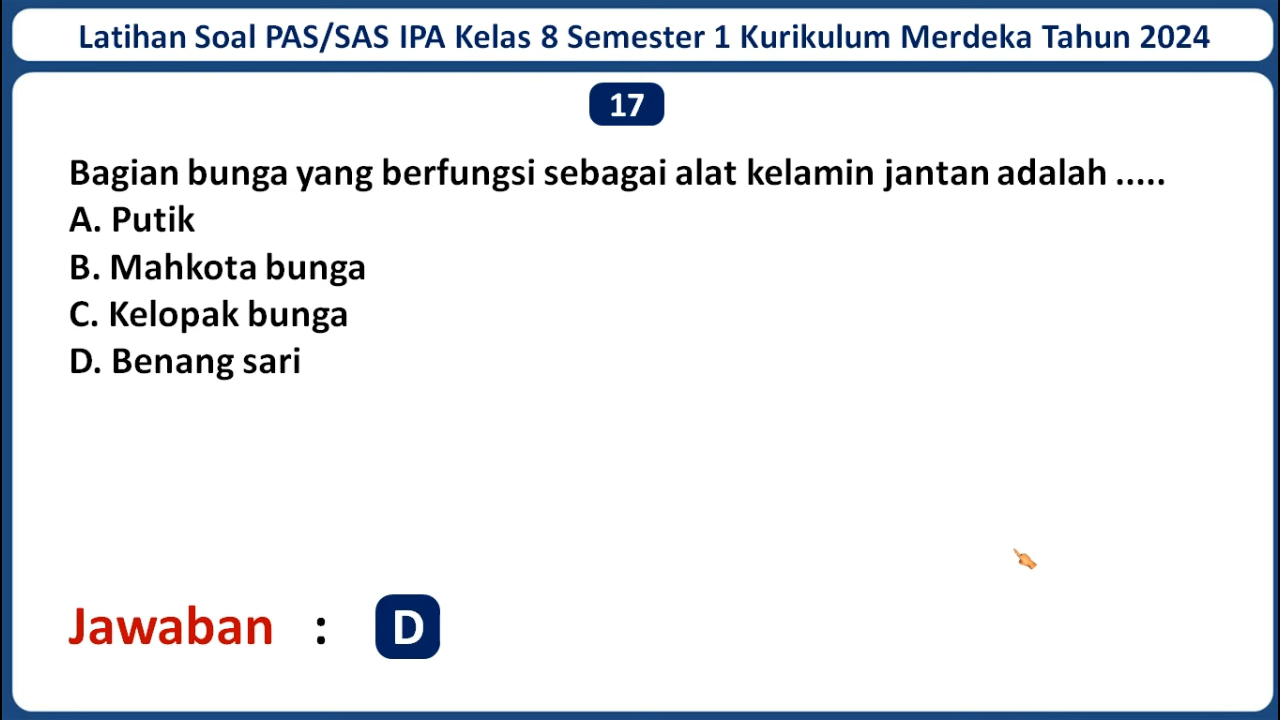 Latihan Soal PAS/SAS IPA Kelas 8 Semester 1 Kurikulum Merdeka Tahun 2024
17
Bagian bunga yang berfungsi sebagai alat kelamin jantan adalah .....
A. Putik
B. Mahkota bunga
C. Kelopak bunga
D. Benang sari
Jawaban : D